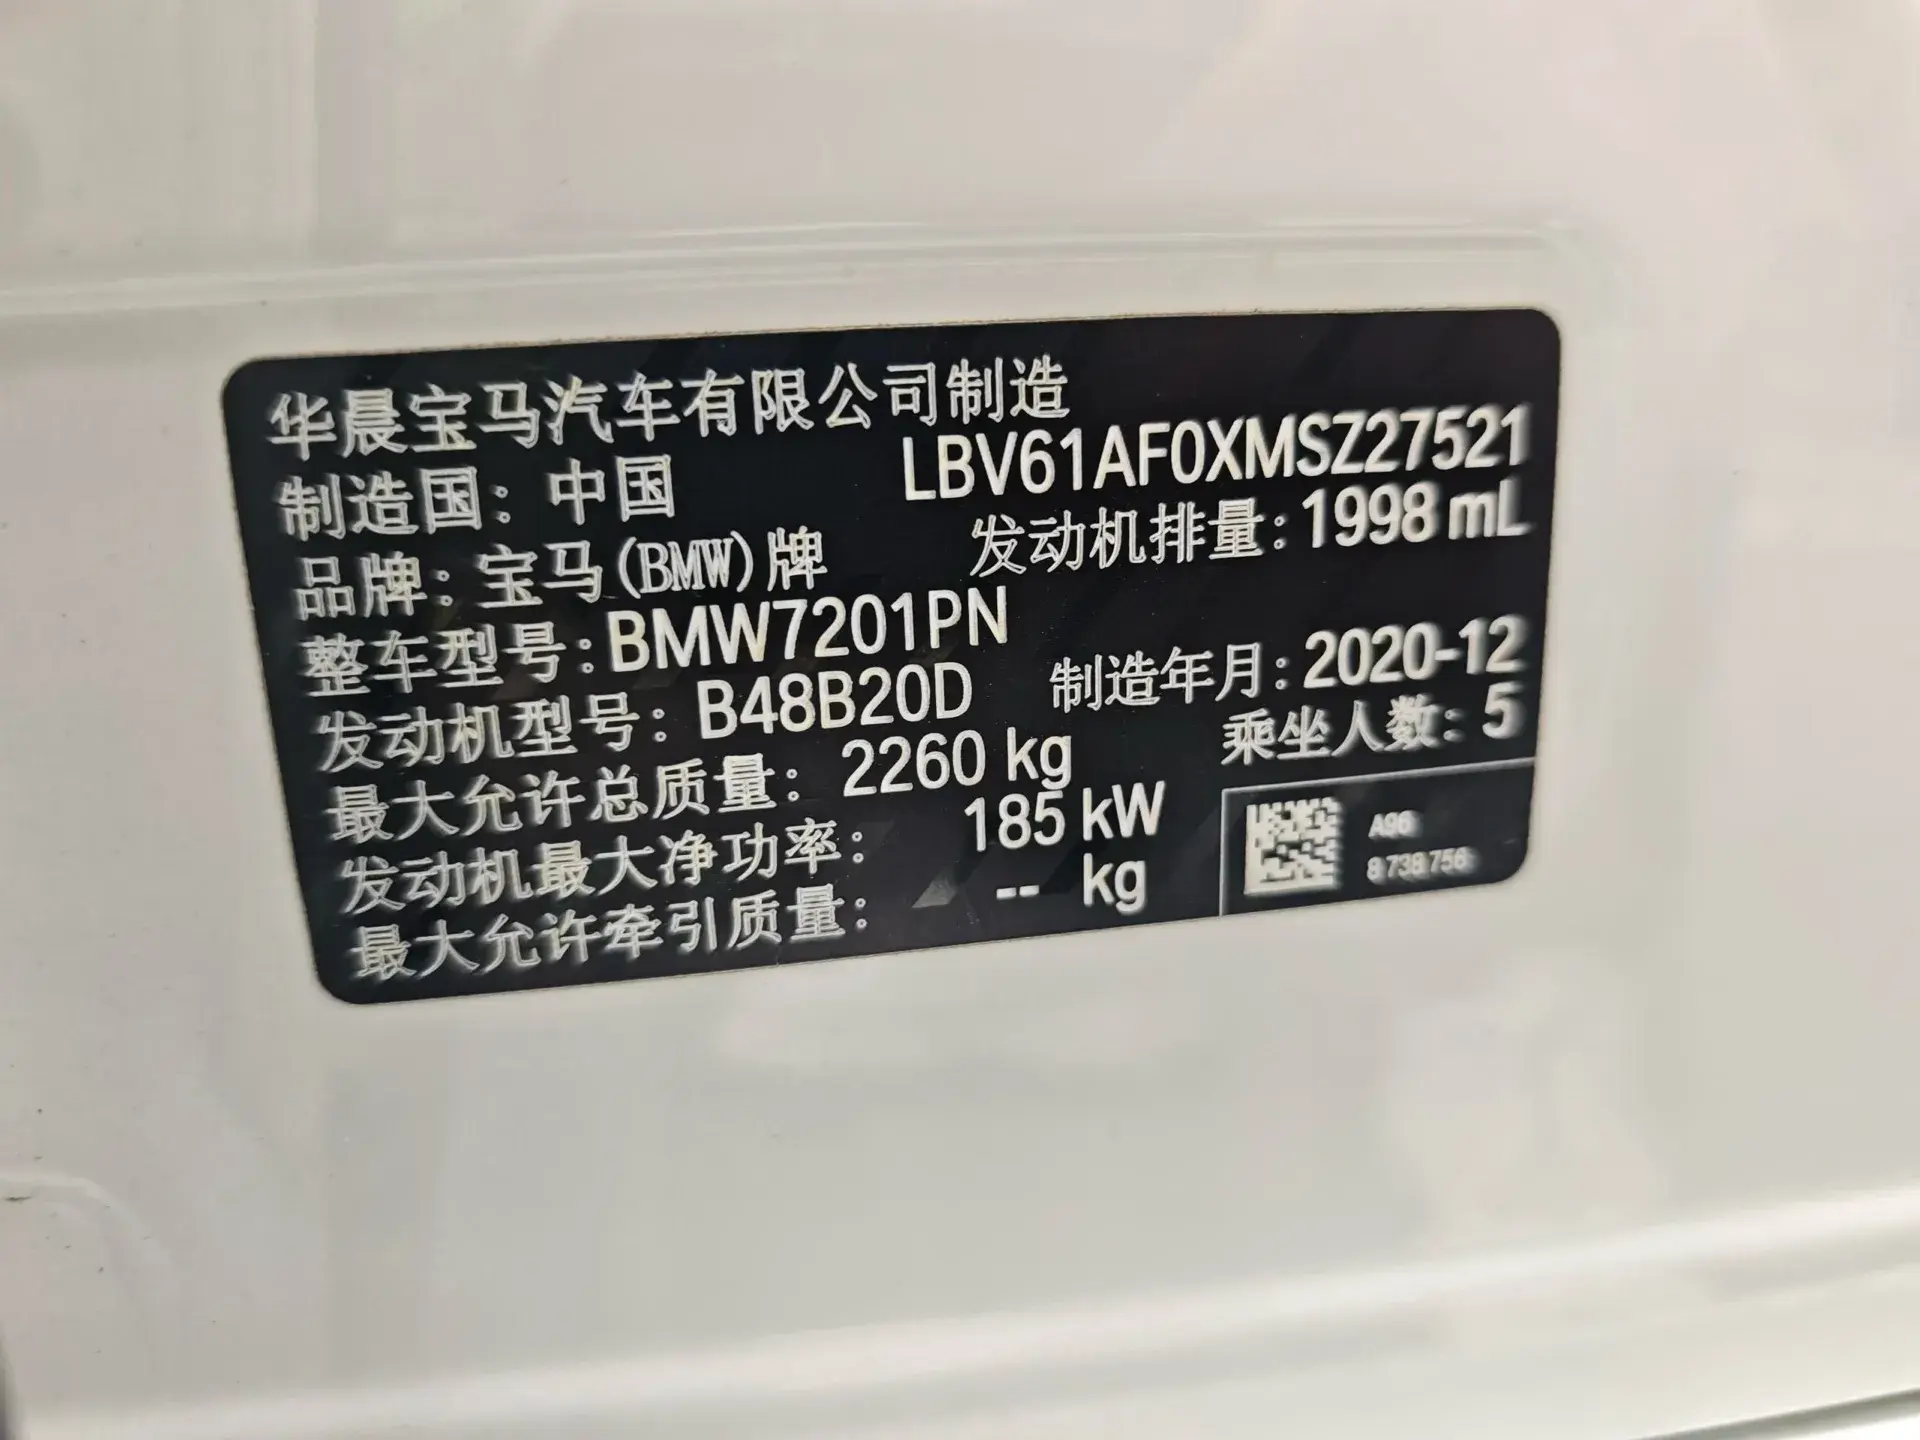 华晨宝马汽车有限公司制造
制造国：中国 LBV61AF0XMSZ27521
品牌：宝马(BMW)牌 发动机排量：1998 mL
整车型号：BMW7201PN
发动机型号：B48B20D 制造年月：2020-12
最大允许总质量：2260 kg 乘坐人数：5
发动机最大净功率：185 kW
最大允许牵引质量：-- kg
A96
8 738 756